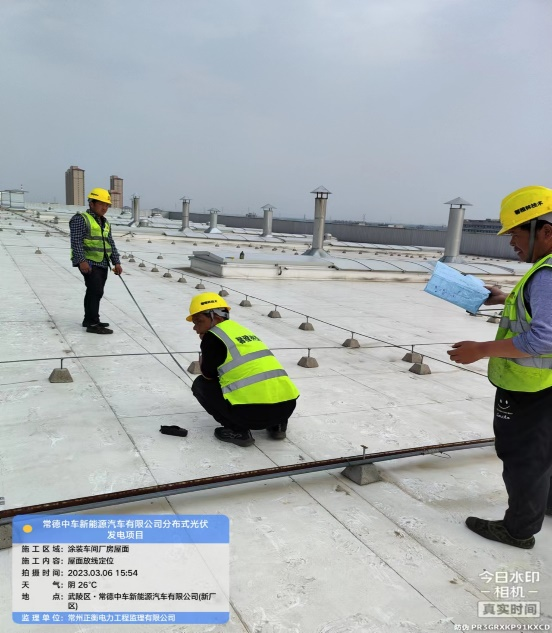 常德中车新能源汽车有限公司分布式光伏
发电项目
施工区域: 涂装车间厂房屋面
施工内容: 屋面放线定位
拍摄时间: 2023.03.06 15:54
天 气: 阴 26℃
地 点: 武陵区·常德中车新能源汽车有限公司(新厂
区)
监理单位: 常州正衡电力工程监理有限公司
今日水印
相机
真实时间
防伪 PR3GRXKP91KXCD